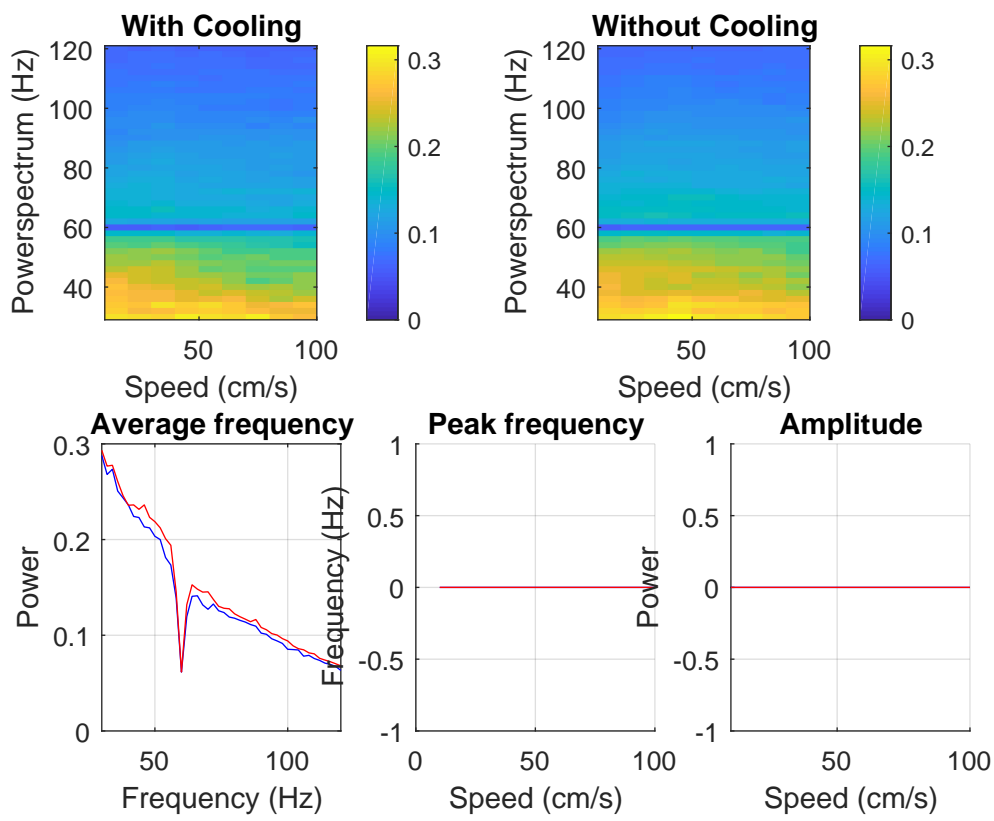 With Cooling
Powerspectrum (Hz)
120
100
80
60
40
50
100
Speed (cm/s)
0.3
0.2
0.1
0
Without Cooling
Powerspectrum (Hz)
120
100
80
60
40
50
100
Speed (cm/s)
0.3
0.2
0.1
0
Average frequency
Power
0.3
0.2
0.1
0
50
100
Frequency (Hz)
Peak frequency
Frequency (Hz)
1
0.5
0
-0.5
-1
0
50
100
Speed (cm/s)
Amplitude
Power
1
0.5
0
-0.5
-1
50
100
Speed (cm/s)